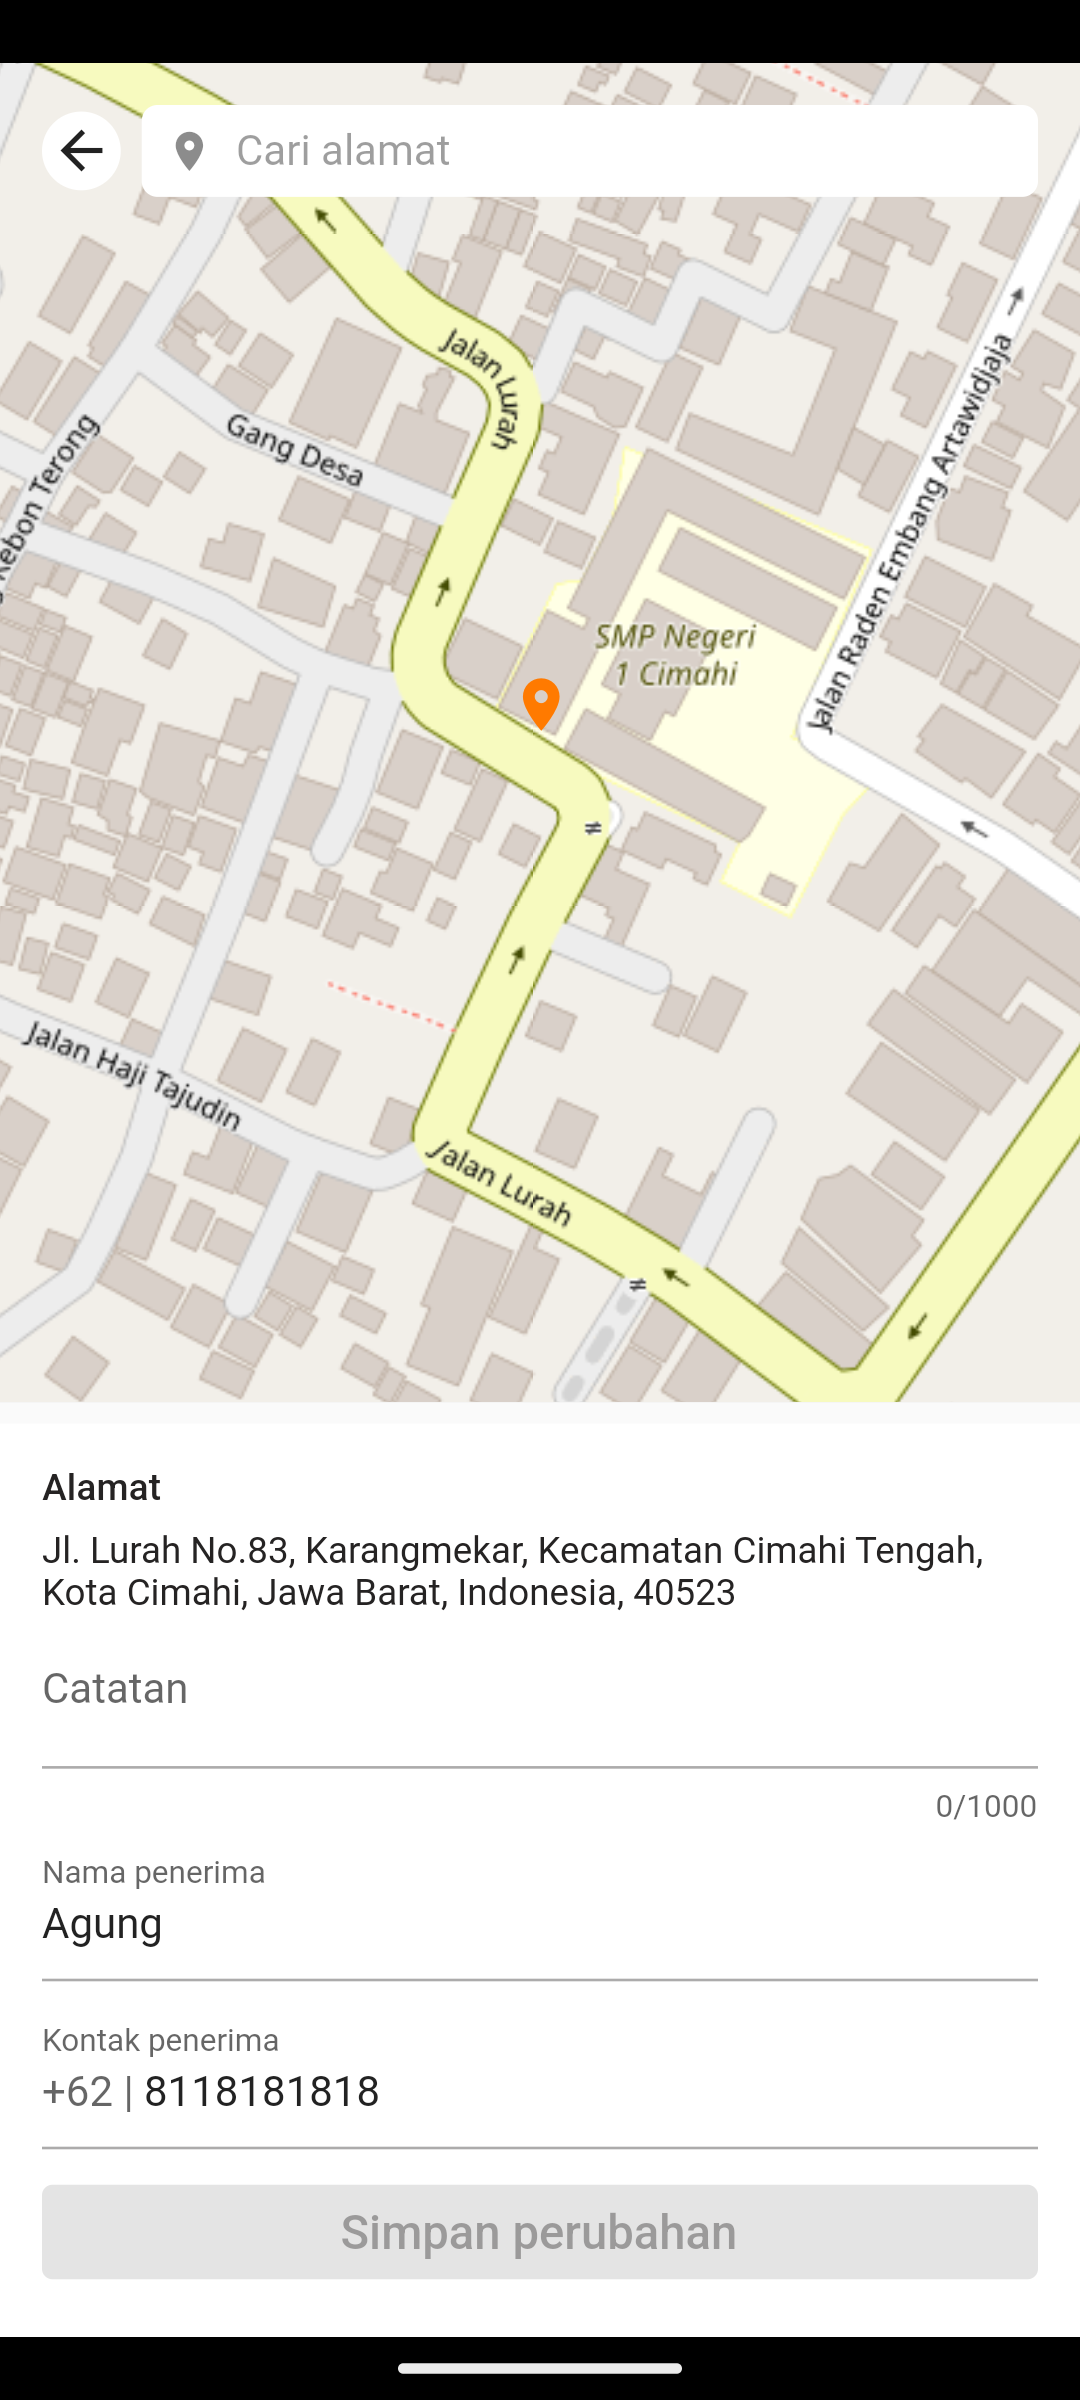 Cari alamat
Jalan Lurah
Gang Desa
Kebon Terong
Jalan Raden Embang Artawidjaja
SMP Negeri
1 Cimahi
Jalan Haji Tajudin
Jalan Lurah
Alamat
Jl. Lurah No.83, Karangmekar, Kecamatan Cimahi Tengah,
Kota Cimahi, Jawa Barat, Indonesia, 40523
Catatan
0/1000
Nama penerima
Agung
Kontak penerima
+62 | 8118181818
Simpan perubahan